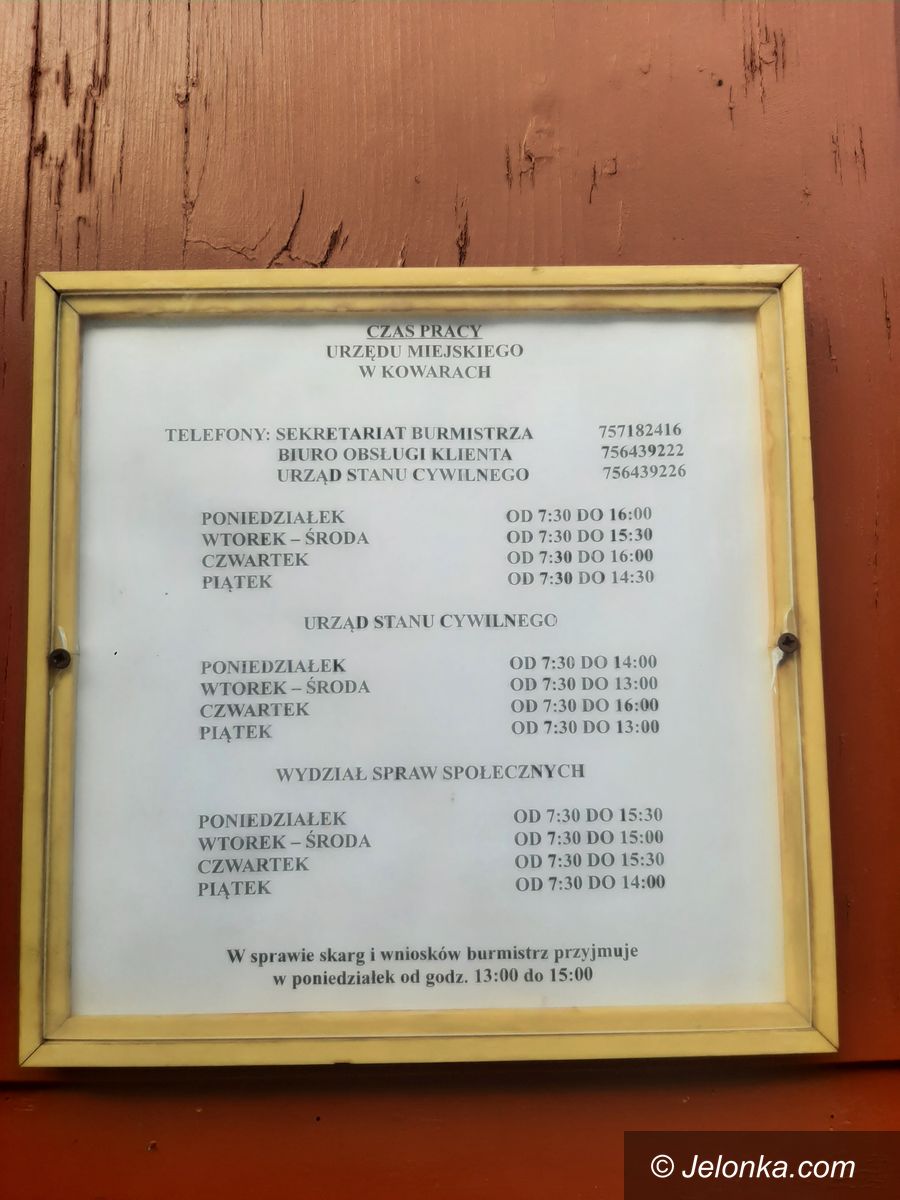 CZAS PRACY
URZĘDU MIEJSKIEGO
W KOWARACH
TELEFONY: SEKRETARIAT BURMISTRZA 757182416
BIURO OBSŁUGI KLIENTA 756439222
URZĄD STANU CYWILNEGO 756439226
PONIEDZIAŁEK OD 7:30 DO 16:00
WTOREK – ŚRODA OD 7:30 DO 15:30
CZWARTEK OD 7:30 DO 16:00
PIĄTEK OD 7:30 DO 14:30
URZĄD STANU CYWILNEGO
PONIEDZIAŁEK OD 7:30 DO 14:00
WTOREK – ŚRODA OD 7:30 DO 13:00
CZWARTEK OD 7:30 DO 16:00
PIĄTEK OD 7:30 DO 13:00
WYDZIAŁ SPRAW SPOŁECZNYCH
PONIEDZIAŁEK OD 7:30 DO 15:30
WTOREK – ŚRODA OD 7:30 DO 15:00
CZWARTEK OD 7:30 DO 15:30
PIĄTEK OD 7:30 DO 14:00
W sprawie skarg i wniosków burmistrz przyjmuje
w poniedziałek od godz. 13:00 do 15:00
© Jelonka.com